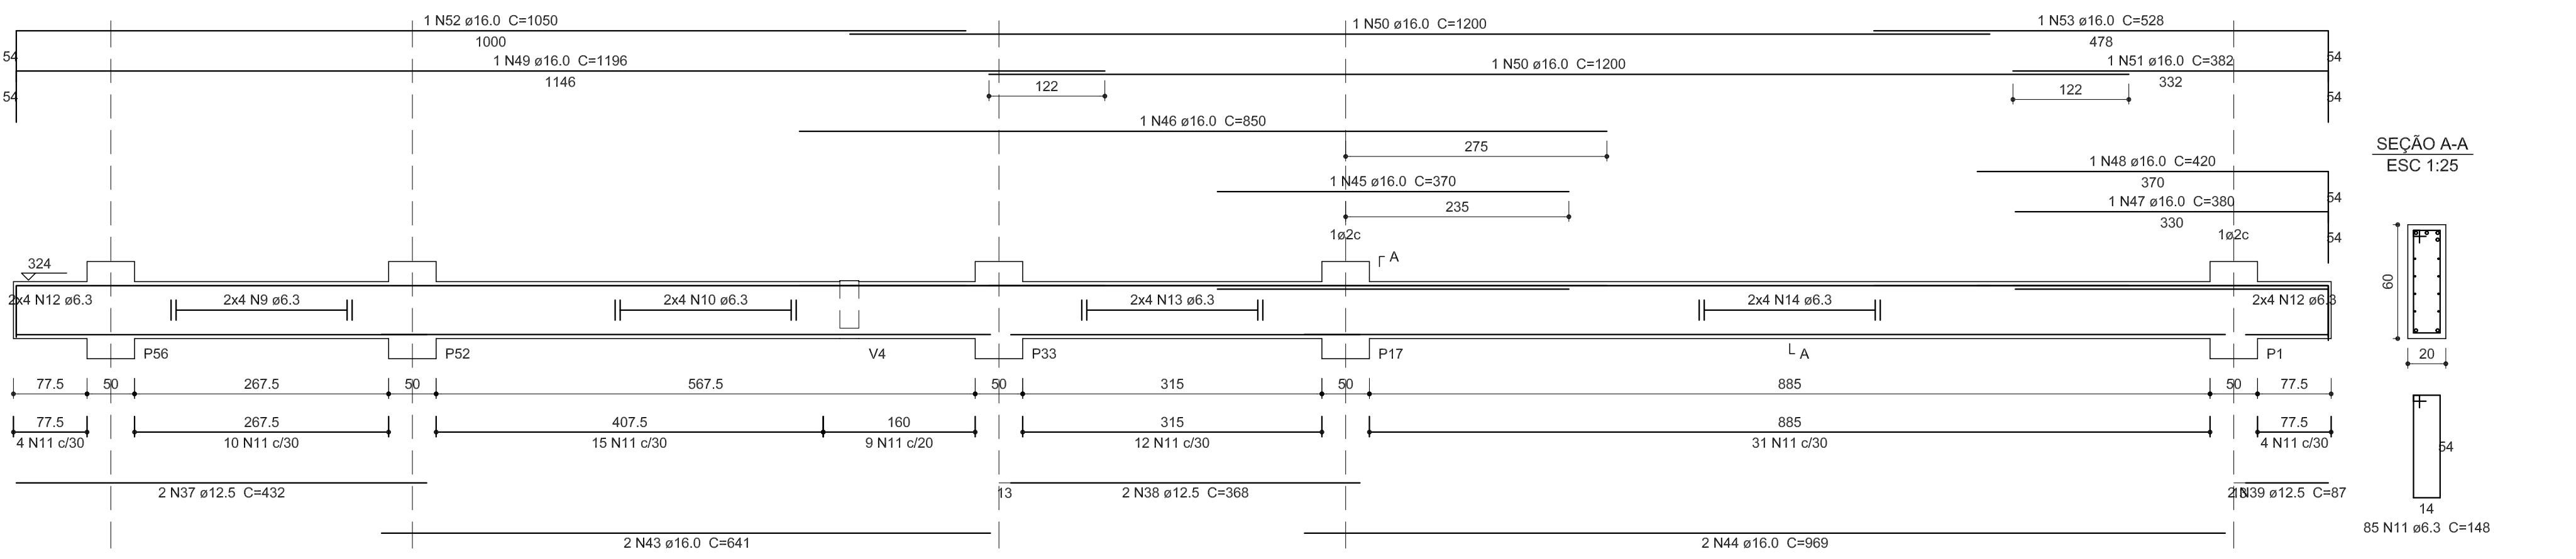 1 N52 ø16.0 C=1050
1 N50 ø16.0 C=1200
1 N53 ø16.0 C=528
1000
478
54
1 N49 ø16.0 C=1196
1 N50 ø16.0 C=1200
1 N51 ø16.0 C=382
54
1146
122
122
332
54
54
1 N46 ø16.0 C=850
275
SEÇÃO A-A
ESC 1:25
1 N48 ø16.0 C=420
370
1 N45 ø16.0 C=370
54
235
1 N47 ø16.0 C=380
330
1ø2c
1ø2c
54
324
A
2x4 N12 ø6.3
2x4 N9 ø6.3
2x4 N10 ø6.3
2x4 N13 ø6.3
2x4 N14 ø6.3
2x4 N12 ø6.3
60
P56
P52
V4
P33
P17
A
P1
20
77.5
50
267.5
50
567.5
50
315
50
885
50
77.5
77.5
267.5
407.5
160
315
885
77.5
4 N11 c/30
10 N11 c/30
15 N11 c/30
9 N11 c/20
12 N11 c/30
31 N11 c/30
4 N11 c/30
54
2 N37 ø12.5 C=432
13
2 N38 ø12.5 C=368
13
2 N39 ø12.5 C=87
14
85 N11 ø6.3 C=148
2 N43 ø16.0 C=641
2 N44 ø16.0 C=969